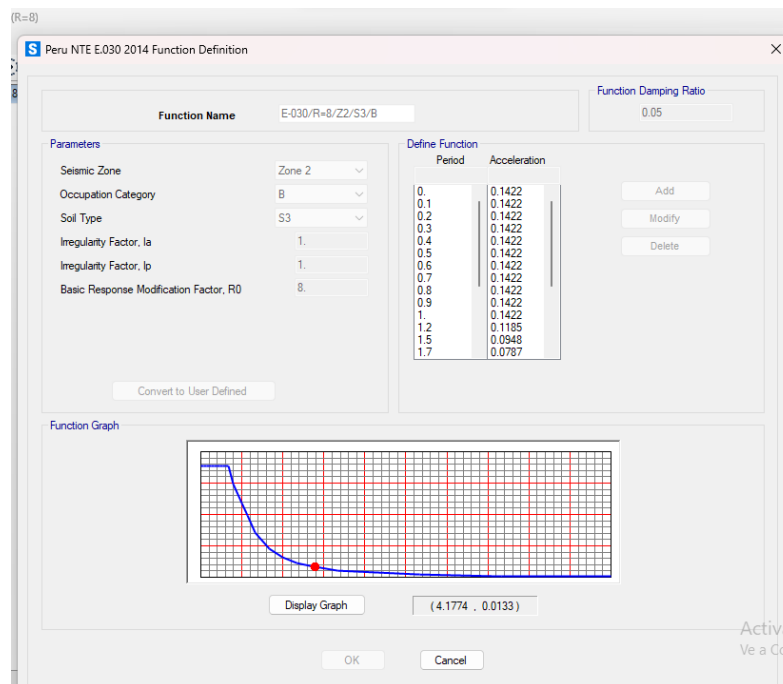 (R=8)
S Peru NTE E.030 2014 Function Definition
Function Damping Ratio
Function Name E-030/R=8/Z2/S3/B 0.05
Parameters
Seismic Zone Zone 2
Occupation Category B
Soil Type S3
Irregularity Factor, Ia 1.
Irregularity Factor, Ip 1.
Basic Response Modification Factor, R0 8.
Convert to User Defined
Define Function
Period Acceleration
0. 0.1422
0.1 0.1422
0.2 0.1422
0.3 0.1422
0.4 0.1422
0.5 0.1422
0.6 0.1422
0.7 0.1422
0.8 0.1422
0.9 0.1422
1. 0.1422
1.2 0.1185
1.5 0.0948
1.7 0.0787
Add
Modify
Delete
Function Graph
Display Graph (4.1774 , 0.0133)
OK Cancel
Activ
Ve a Co